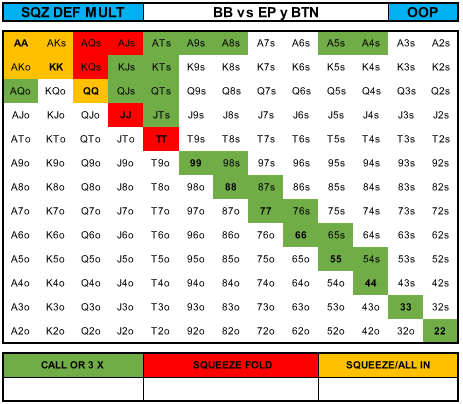 SQZ DEF MULT BB vs EP y BTN OOP
AA AKs AQs AJs ATs A9s A8s A7s A6s A5s A4s A3s A2s
AKo KK KQs KJs KTs K9s K8s K7s K6s K5s K4s K3s K2s
AQo KQo QQ QJs QTs Q9s Q8s Q7s Q6s Q5s Q4s Q3s Q2s
AJo KJo QJo JJ JTs J9s J8s J7s J6s J5s J4s J3s J2s
ATo KTo QTo JTo TT T9s T8s T7s T6s T5s T4s T3s T2s
A9o K9o Q9o J9o T9o 99 98s 97s 96s 95s 94s 93s 92s
A8o K8o Q8o J8o T8o 98o 88 87s 86s 85s 84s 83s 82s
A7o K7o Q7o J7o T7o 97o 87o 77 76s 75s 74s 73s 72s
A6o K6o Q6o J6o T6o 96o 86o 76o 66 65s 64s 63s 62s
A5o K5o Q5o J5o T5o 95o 85o 75o 65o 55 54s 53s 52s
A4o K4o Q4o J4o T4o 94o 84o 74o 64o 54o 44 43s 42s
A3o K3o Q3o J3o T3o 93o 83o 73o 63o 53o 43o 33 32s
A2o K2o Q2o J2o T2o 92o 82o 72o 62o 52o 42o 32o 22
CALL OR 3 X SQUEEZE FOLD SQUEEZE/ALL IN